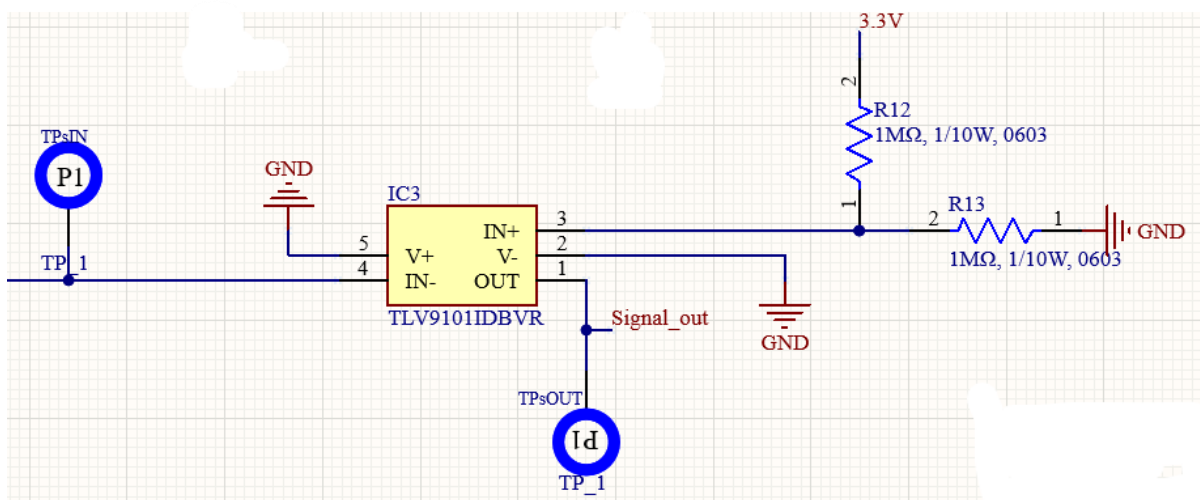 3.3V
2
R12
1MΩ, 1/10W, 0603
1
TPsIN
P1
TP_1
GND
IC3
5
V+
4
IN-
IN+
3
V-
2
OUT
1
TLV9101IDBVR
R13
2
1
GND
1MΩ, 1/10W, 0603
Signal_out
GND
TPsOUT
P1
TP_1